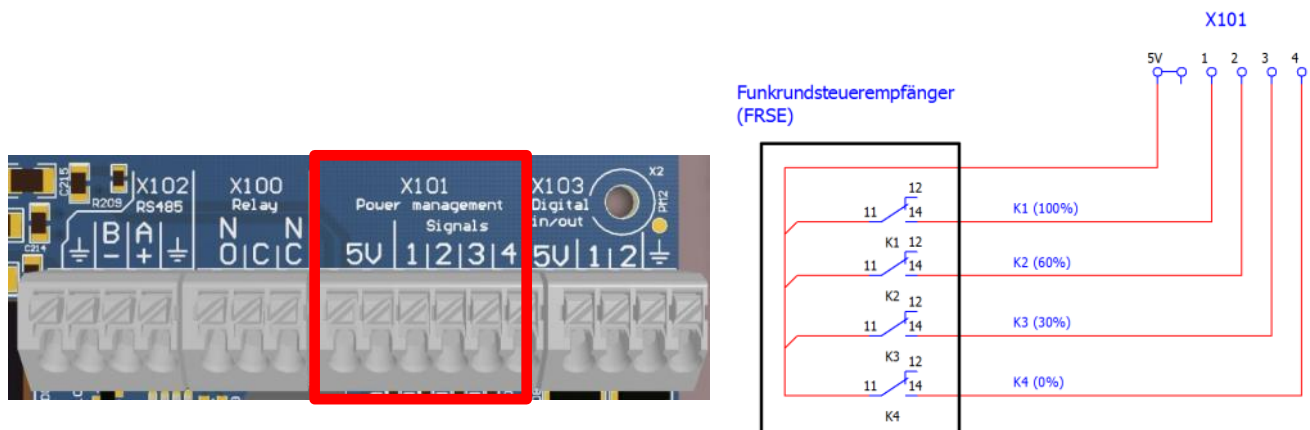 C215
R209
C214
X102
RS485
B
-
A
+
X100
Relay
N N
O|C|C
X101
Power management
Signals
5V|1|2|3|4
X103
Digital
in/out
5V|1|2|
X2
PM12
X101
5V 1 2 3 4
Funkrundsteuerempfänger
(FRSE)
12
11 14 K1 (100%)
K1 12
11 14 K2 (60%)
K2 12
11 14 K3 (30%)
K3 12
11 14 K4 (0%)
K4